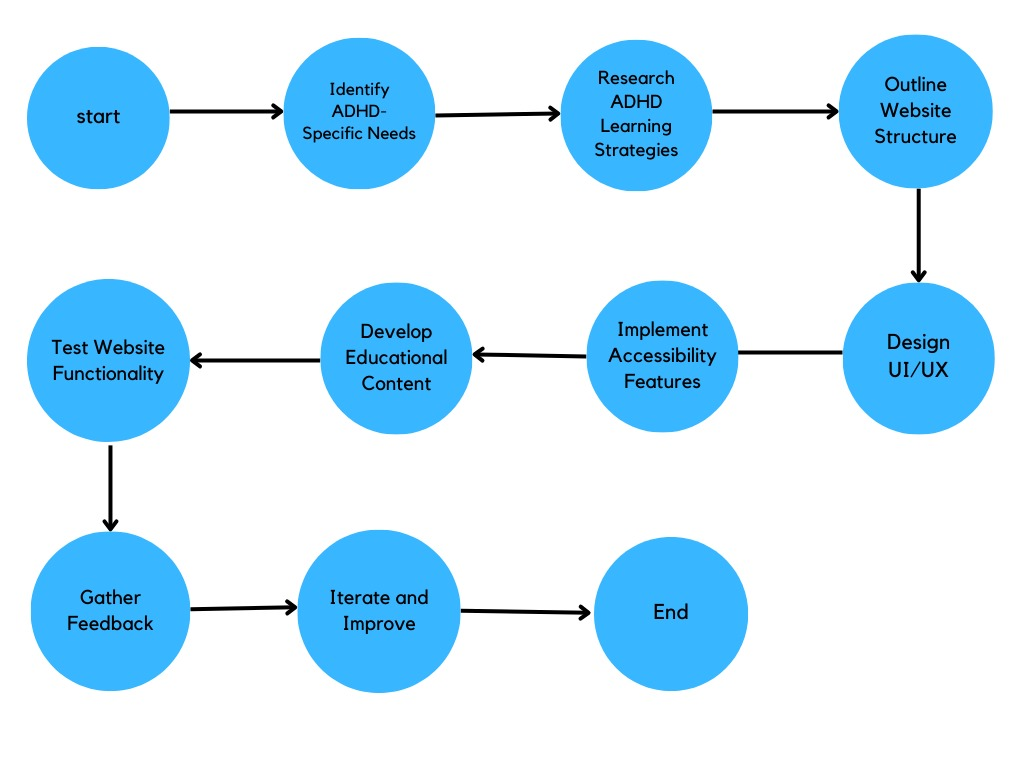 start
Identify
ADHD-
Specific Needs
Research
ADHD
Learning
Strategies
Outline
Website
Structure
Design
UI/UX
Implement
Accessibility
Features
Develop
Educational
Content
Test Website
Functionality
Gather
Feedback
Iterate and
Improve
End